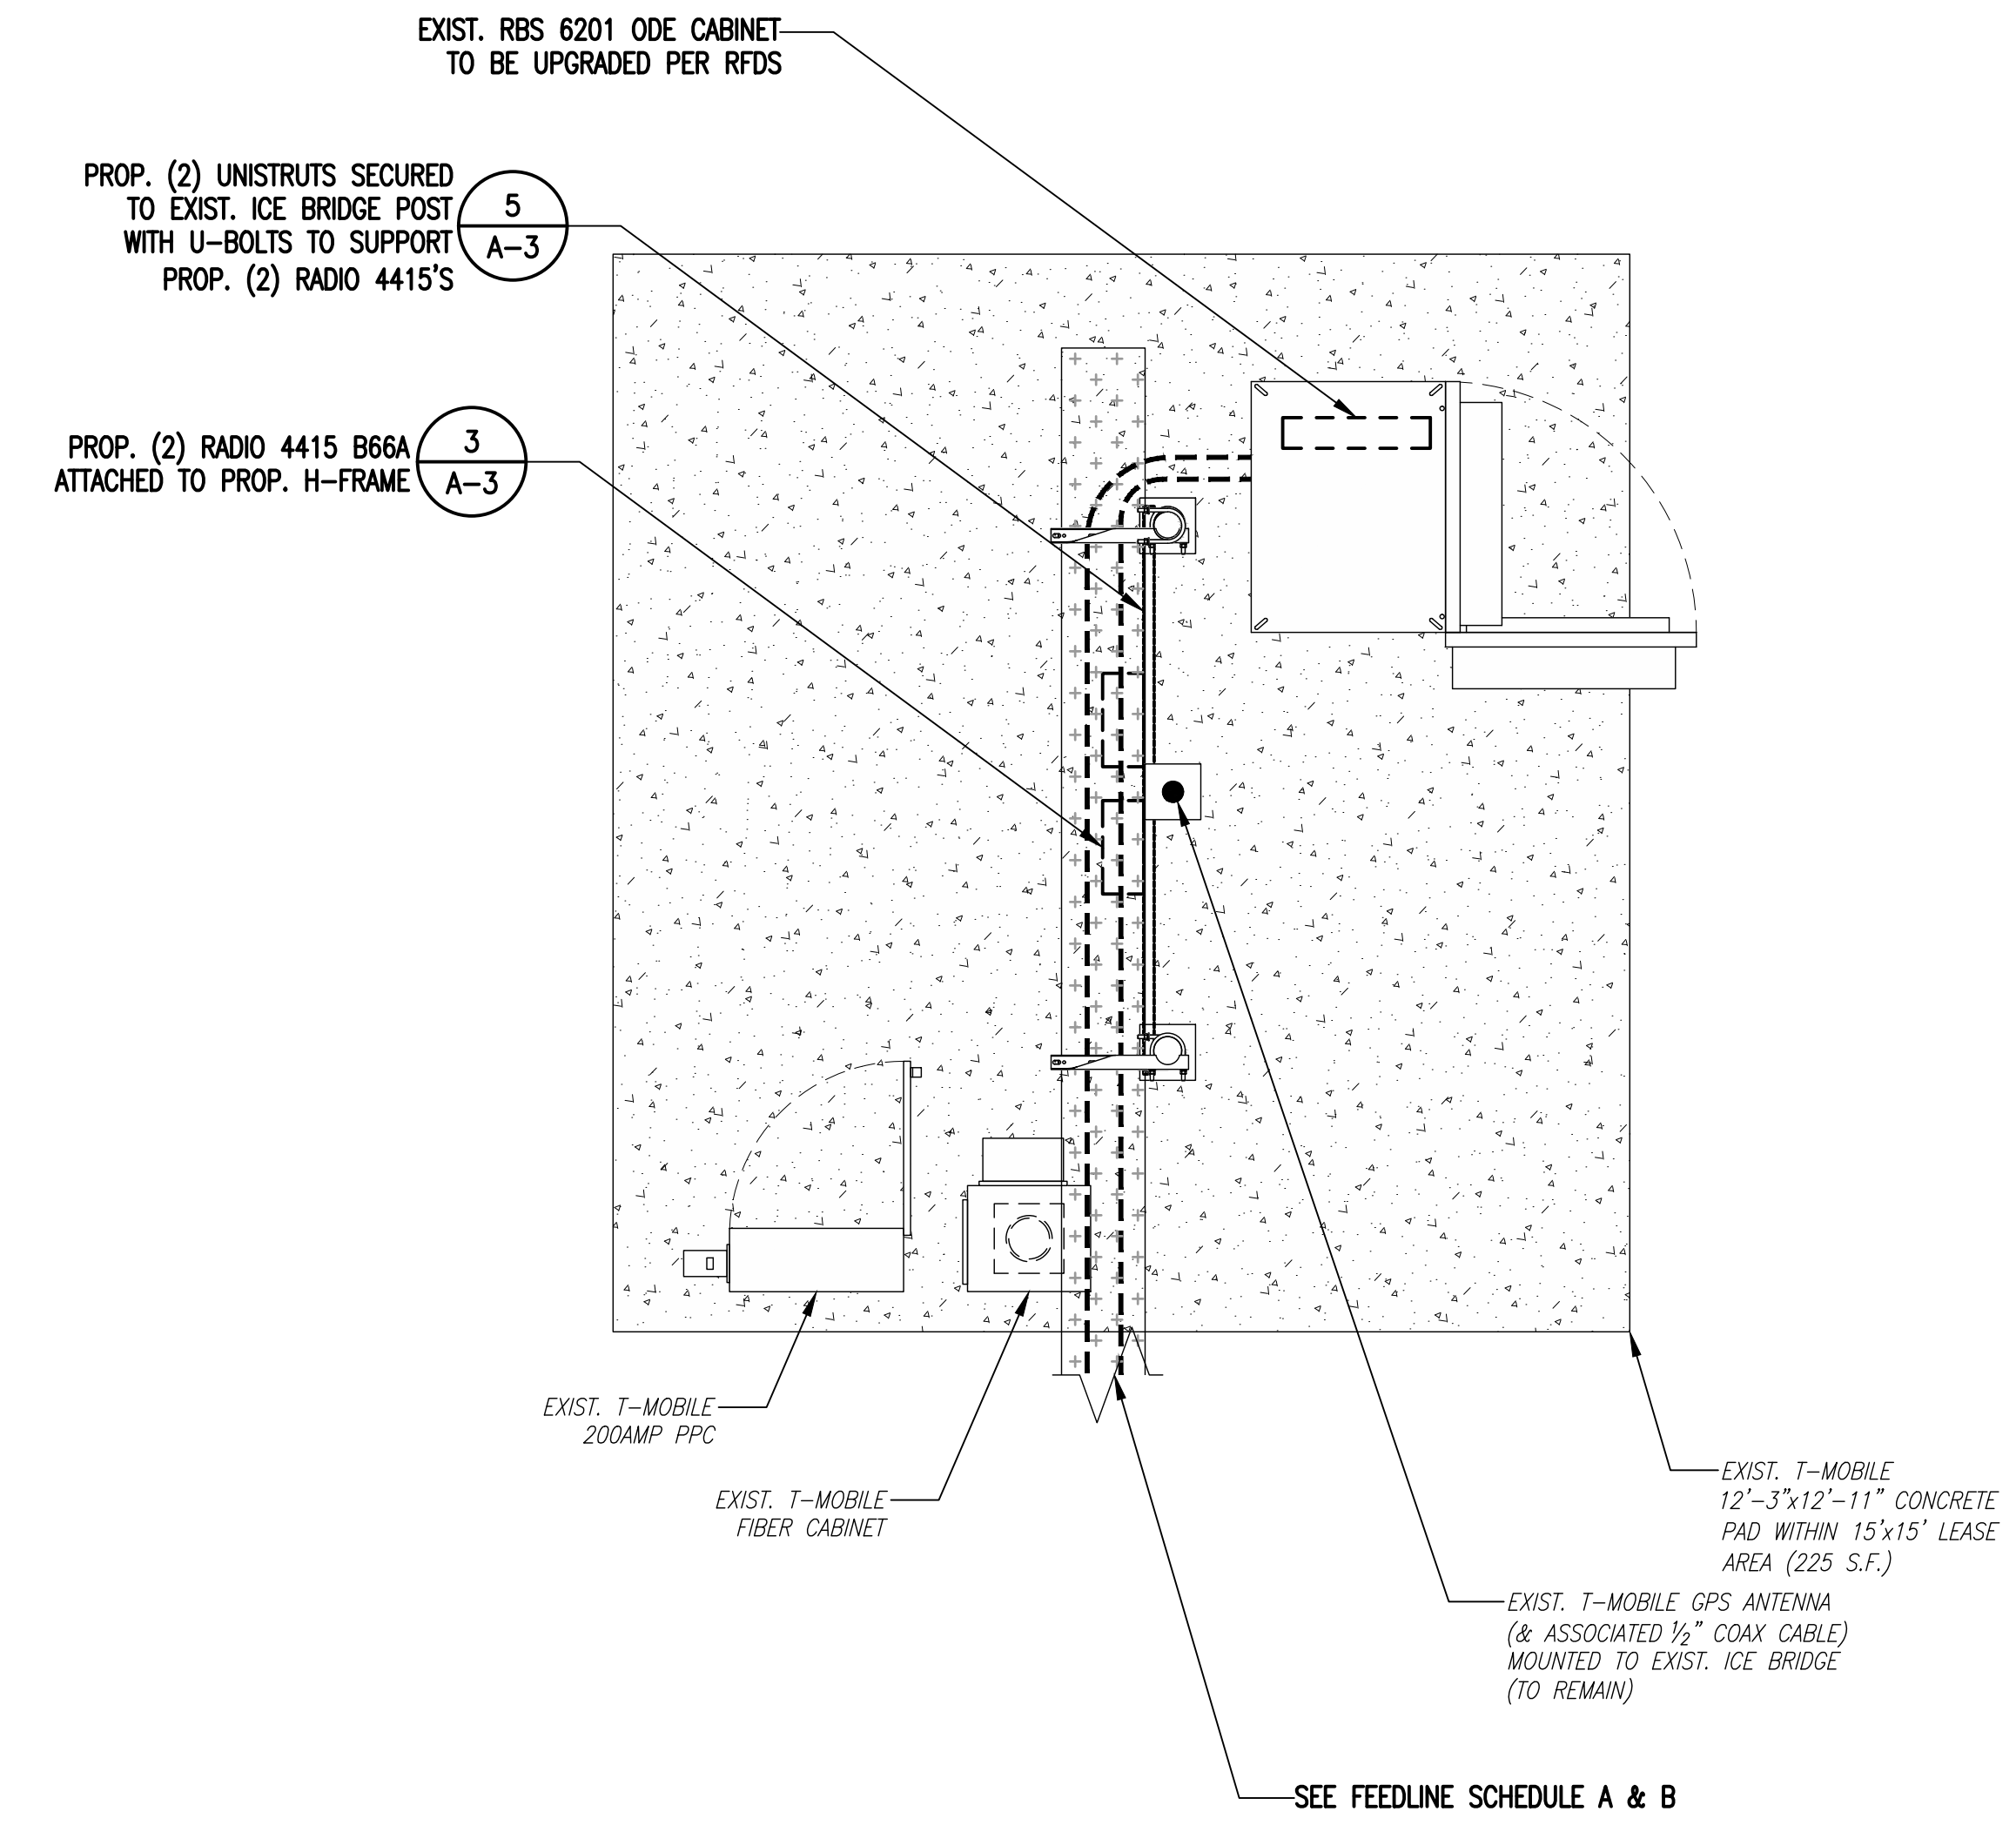 EXIST. RBS 6201 ODE CABINET
TO BE UPGRADED PER RFDS
PROP. (2) UNISTRUTS SECURED
TO EXIST. ICE BRIDGE POST
WITH U-BOLTS TO SUPPORT
PROP. (2) RADIO 4415'S
5
A-3
PROP. (2) RADIO 4415 B66A
ATTACHED TO PROP. H-FRAME
3
A-3
EXIST. T-MOBILE
200AMP PPC
EXIST. T-MOBILE
FIBER CABINET
EXIST. T-MOBILE
12'-3"x12'-11" CONCRETE
PAD WITHIN 15'x15' LEASE
AREA (225 S.F.)
EXIST. T-MOBILE GPS ANTENNA
(& ASSOCIATED ½" COAX CABLE)
MOUNTED TO EXIST. ICE BRIDGE
(TO REMAIN)
SEE FEEDLINE SCHEDULE A & B